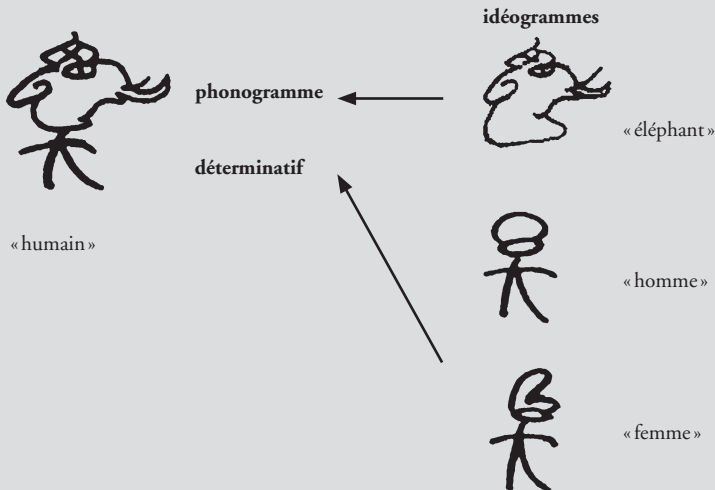 idéogrammes
phonogramme
« éléphant »
déterminatif
« humain »
« homme »
« femme »